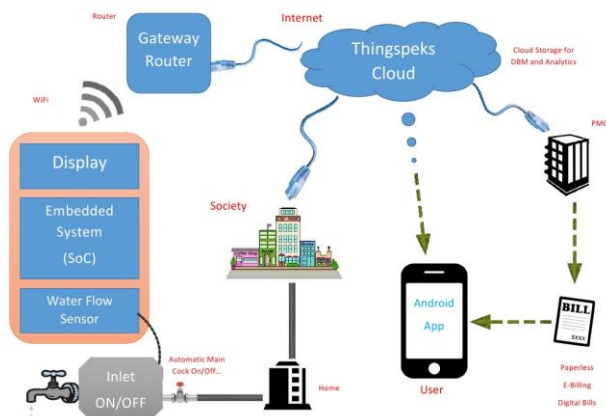 Router
Gateway
Router
Internet
Thingspeks
Cloud
Cloud Storage for
DBM and Analytics
WiFi
PMC
Display
Embedded
System
(SoC)
Water Flow
Sensor
Society
Android
App
BILL
$XXX
Automatic Main
Cock On/Off...
Inlet
ON/OFF
Home
User
Paperless
E-Billing
Digital Bills